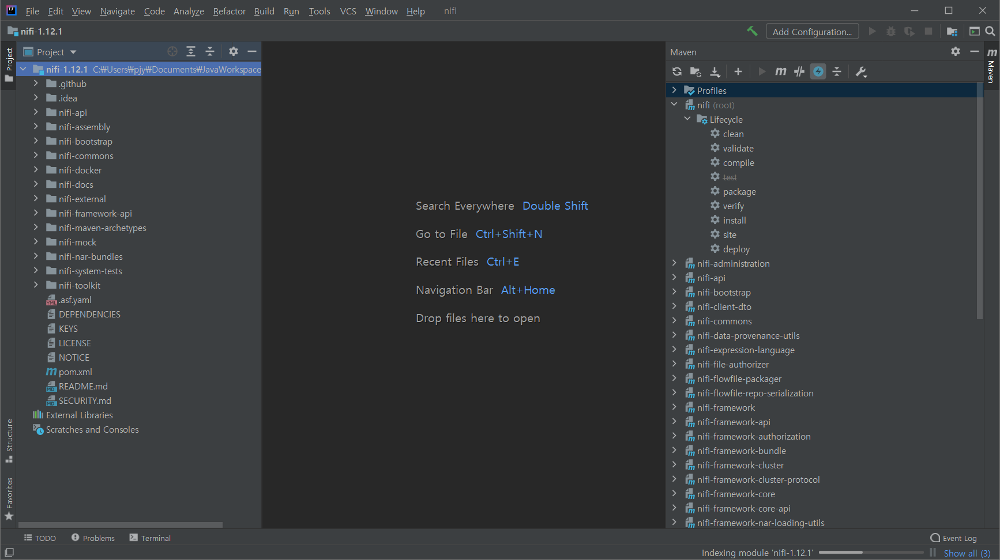 File Edit View Navigate Code Analyze Refactor Build Run Tools VCS Window Help nifi
nifi-1.12.1
Add Configuration...
Project
Project
nifi-1.12.1 C:₩Users₩pjy₩Documents₩JavaWorkspace
.github
.idea
nifi-api
nifi-assembly
nifi-bootstrap
nifi-commons
nifi-docker
nifi-docs
nifi-external
nifi-framework-api
nifi-maven-archetypes
nifi-mock
nifi-nar-bundles
nifi-system-tests
nifi-toolkit
.asf.yaml
DEPENDENCIES
KEYS
LICENSE
NOTICE
pom.xml
README.md
SECURITY.md
External Libraries
Scratches and Consoles
Structure
Favorites
Search Everywhere Double Shift
Go to File Ctrl+Shift+N
Recent Files Ctrl+E
Navigation Bar Alt+Home
Drop files here to open
Maven
Maven
Profiles
nifi (root)
Lifecycle
clean
validate
compile
test
package
verify
install
site
deploy
nifi-administration
nifi-api
nifi-bootstrap
nifi-client-dto
nifi-commons
nifi-data-provenance-utils
nifi-expression-language
nifi-file-authorizer
nifi-flowfile-packager
nifi-flowfile-repo-serialization
nifi-framework
nifi-framework-api
nifi-framework-authorization
nifi-framework-bundle
nifi-framework-cluster
nifi-framework-cluster-protocol
nifi-framework-core
nifi-framework-core-api
nifi-framework-nar-loading-utils
TODO Problems Terminal
Event Log
Indexing module 'nifi-1.12.1' Show all (3)